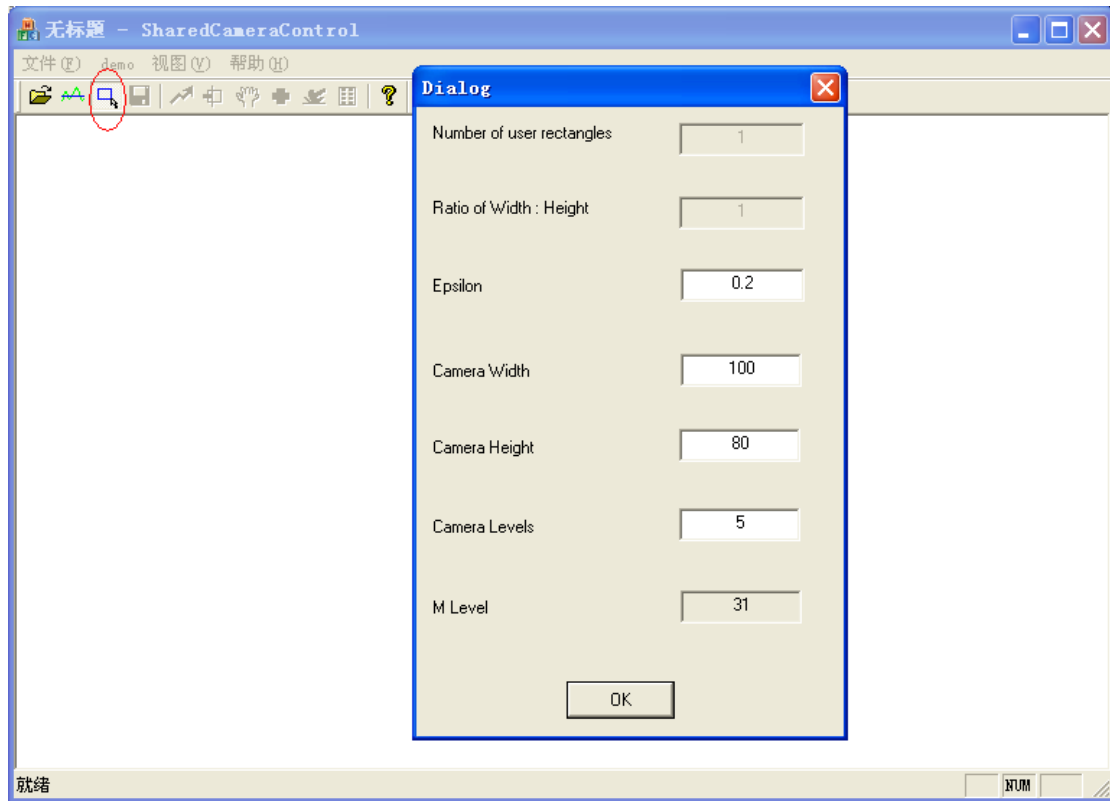 无标题 - SharedCameraControl
文件(F) demo 视图(V) 帮助(H)
Dialog
Number of user rectangles 1
Ratio of Width : Height 1
Epsilon 0.2
Camera Width 100
Camera Height 80
Camera Levels 5
M Level 31
OK
就绪 NUM